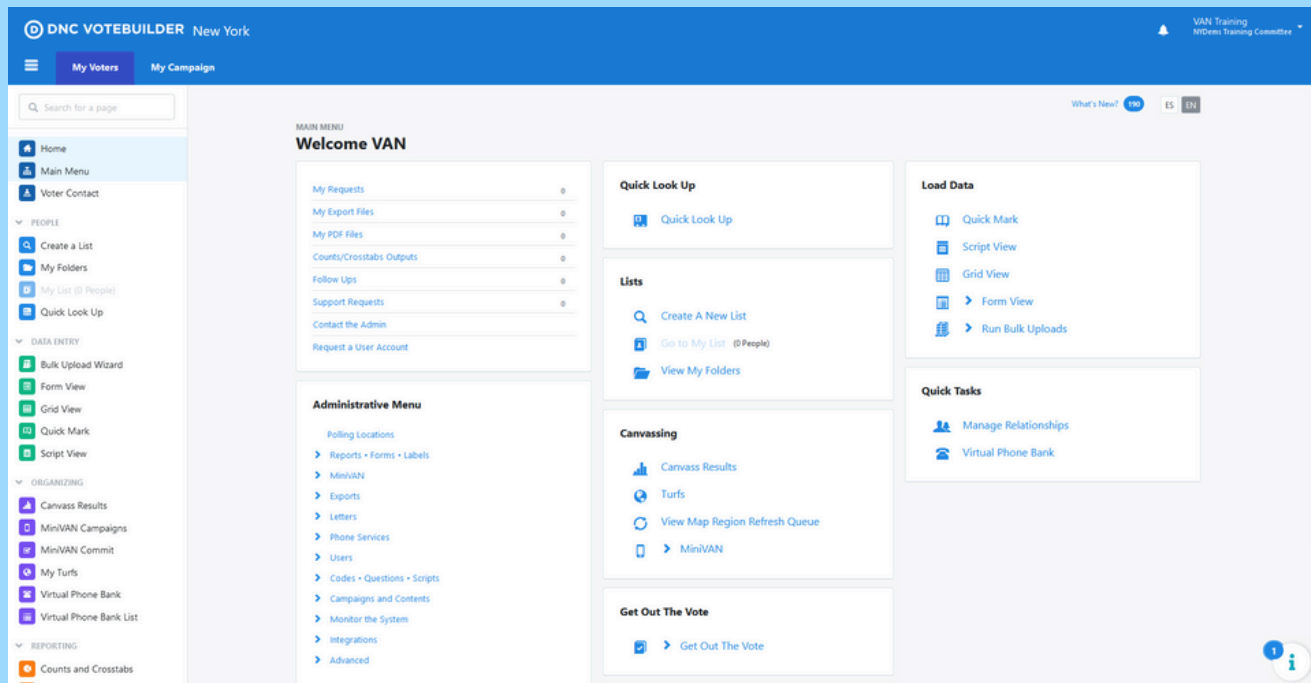 DNC VOTEBUILDER New York
VAN Training
NYDems Training Committee
My Voters
My Campaign
Search for a page
Home
Main Menu
Voter Contact
PEOPLE
Create a List
My Folders
My List (0 People)
Quick Look Up
DATA ENTRY
Bulk Upload Wizard
Form View
Grid View
Quick Mark
Script View
ORGANIZING
Canvass Results
MiniVAN Campaigns
MiniVAN Commit
My Turfs
Virtual Phone Bank
Virtual Phone Bank List
REPORTING
Counts and Crosstabs
What's New? 190 ES EN
MAIN MENU
Welcome VAN
My Requests 0
My Export Files 0
My PDF Files 0
Counts/Crosstabs Outputs 0
Follow Ups 0
Support Requests 0
Contact the Admin
Request a User Account
Administrative Menu
Polling Locations
Reports • Forms • Labels
MiniVAN
Exports
Letters
Phone Services
Users
Codes • Questions • Scripts
Campaigns and Contents
Monitor the System
Integrations
Advanced
Quick Look Up
Quick Look Up
Lists
Create A New List
Go to My List (0 People)
View My Folders
Canvassing
Canvass Results
Turfs
View Map Region Refresh Queue
MiniVAN
Get Out The Vote
Get Out The Vote
Load Data
Quick Mark
Script View
Grid View
Form View
Run Bulk Uploads
Quick Tasks
Manage Relationships
Virtual Phone Bank
1